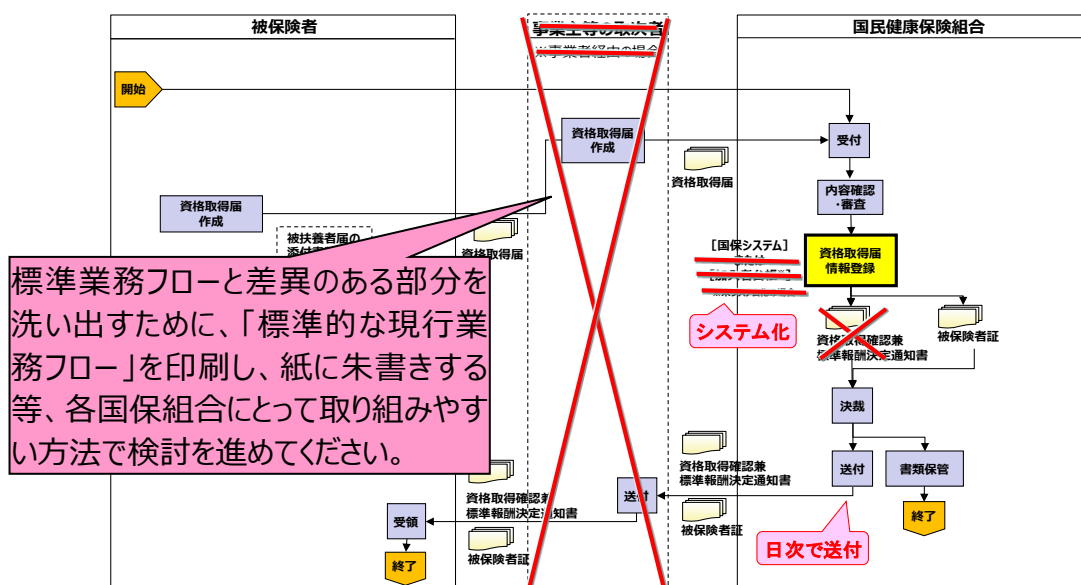 被保険者
事業主等の取次者
※事業者経由の場合
国民健康保険組合
開始
資格取得届
作成
受付
資格取得届
内容確認
・審査
資格取得届
作成
被扶養者届の
資格取得届
［国保システム］
または
資格取得届
情報登録
システム化
資格取得確認兼
標準報酬決定通知書
被保険者証
標準業務フローと差異のある部分を
洗い出すために、「標準的な現行業
務フロー」を印刷し、紙に朱書きする
等、各国保組合にとって取り組みやす
い方法で検討を進めてください。
決裁
資格取得確認兼
標準報酬決定通知書
送付
書類保管
資格取得確認兼
標準報酬決定通知書
送付
被保険者証
終了
受領
被保険者証
日次で送付
終了